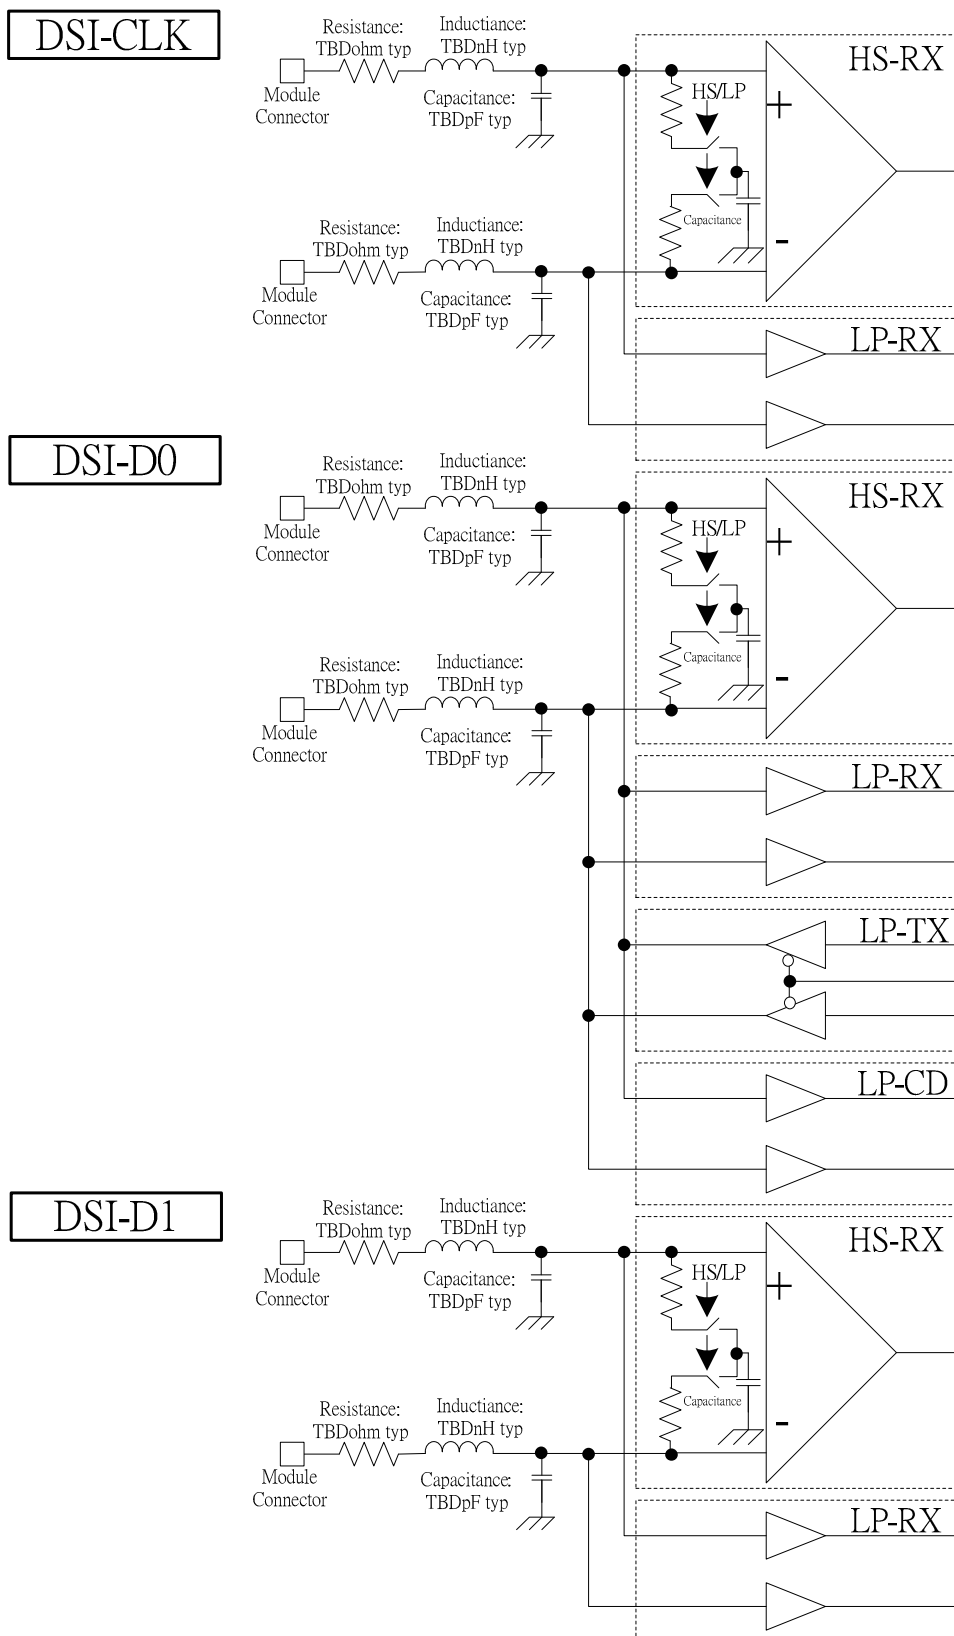 DSI-CLK
Resistance:
TBDohm typ
Inductiance:
TBDnH typ
Module
Connector
Capacitance:
TBDpF typ
HS/LP
+
HS-RX
Resistance:
TBDohm typ
Inductiance:
TBDnH typ
Module
Connector
Capacitance:
TBDpF typ
Capacitance
-
LP-RX
DSI-D0
Resistance:
TBDohm typ
Inductiance:
TBDnH typ
Module
Connector
Capacitance:
TBDpF typ
HS/LP
+
HS-RX
Resistance:
TBDohm typ
Inductiance:
TBDnH typ
Module
Connector
Capacitance:
TBDpF typ
Capacitance
-
LP-RX
LP-TX
LP-CD
DSI-D1
Resistance:
TBDohm typ
Inductiance:
TBDnH typ
Module
Connector
Capacitance:
TBDpF typ
HS/LP
+
HS-RX
Resistance:
TBDohm typ
Inductiance:
TBDnH typ
Module
Connector
Capacitance:
TBDpF typ
Capacitance
-
LP-RX